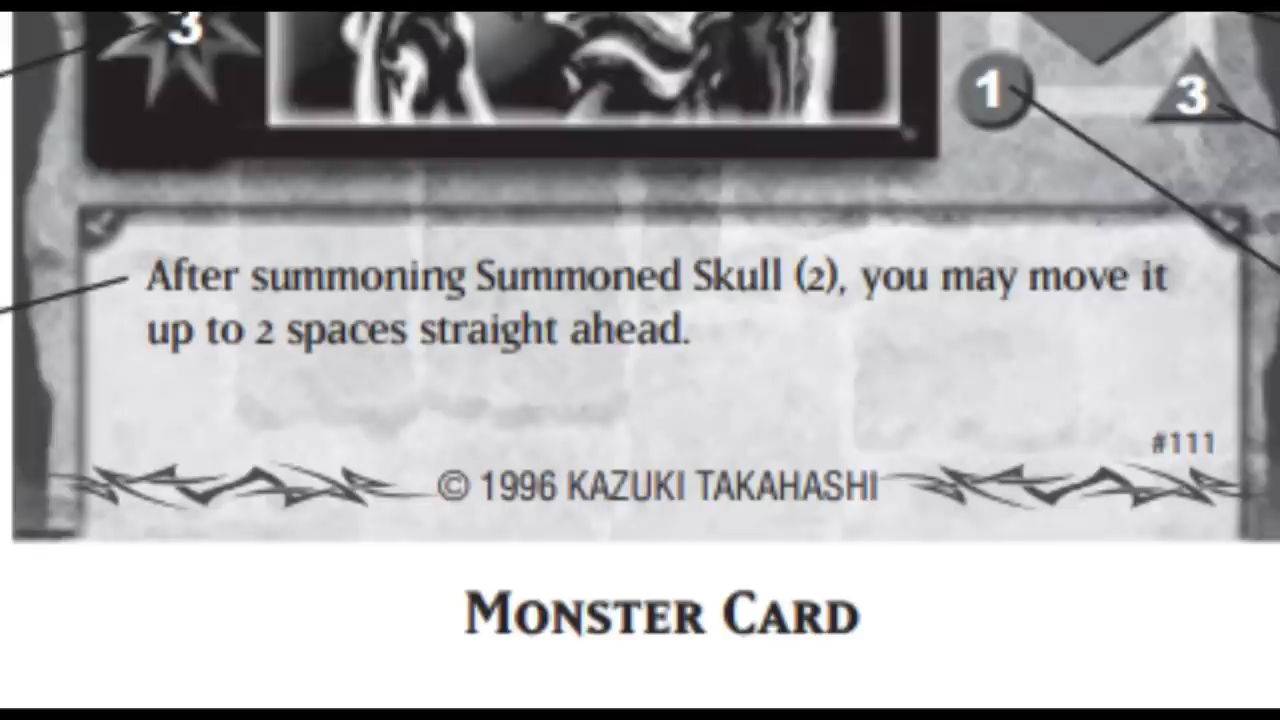 3
1
3
After summoning Summoned Skull (2), you may move it
up to 2 spaces straight ahead.
#111
© 1996 KAZUKI TAKAHASHI
MONSTER CARD